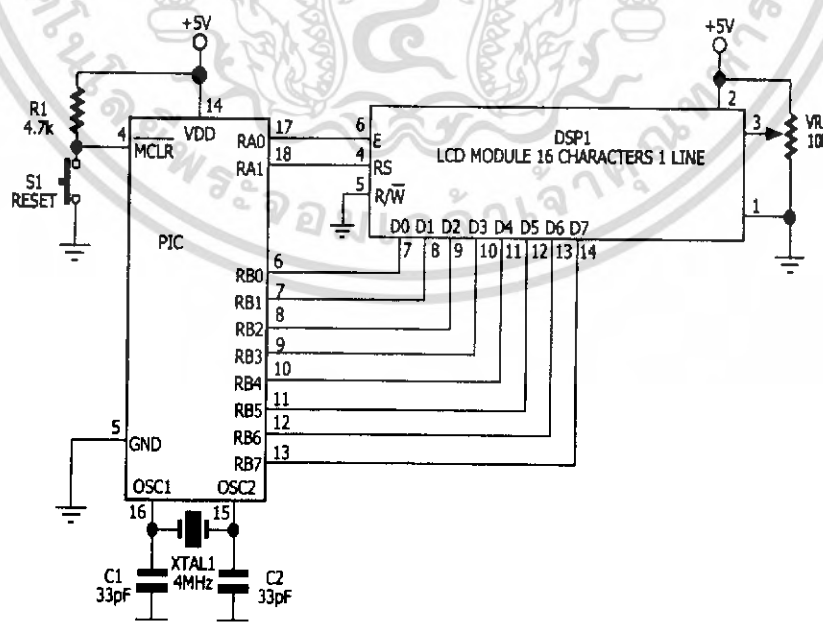 +5V
+5V
R1
4.7k
4
MCLR
S1
RESET
14
VDD
PIC
RA0 17
RA1 18
6 E
4 RS
5 R/W
DSP1
LCD MODULE 16 CHARACTERS 1 LINE
2
3
1
D0 D1 D2 D3 D4 D5 D6 D7
7 8 9 10 11 12 13 14
RB0 6
RB1 7
RB2 8
RB3 9
RB4 10
RB5 11
RB6 12
RB7 13
5
GND
OSC1
OSC2
16
15
XTAL1
4MHz
C1
33pF
C2
33pF